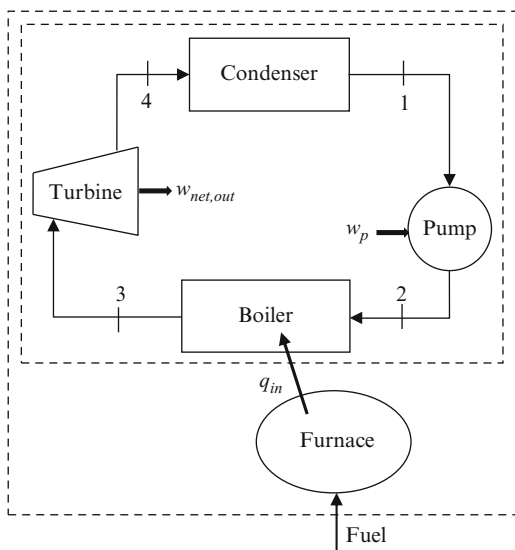 Condenser
4
1
Turbine
w_net,out
w_p
Pump
3
2
Boiler
q_in
Furnace
Fuel